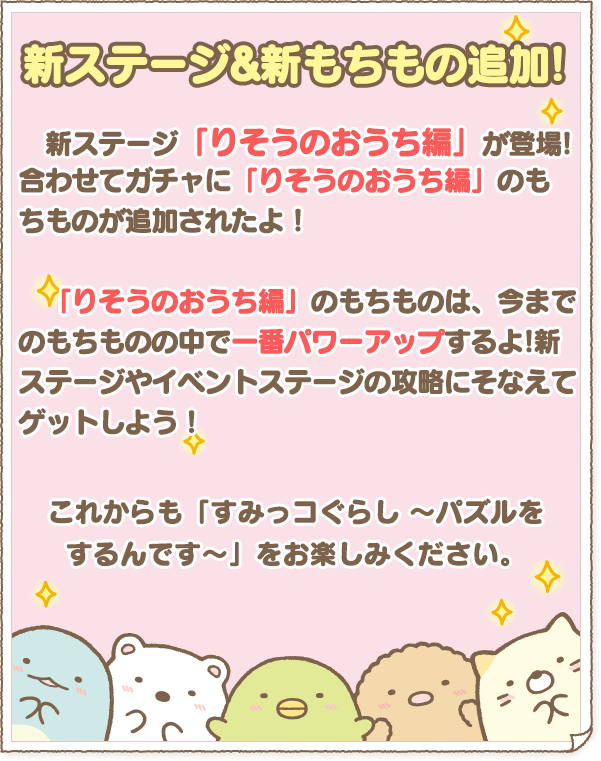 新ステージ&新もちもの追加!
新ステージ「りそうのおうち編」が登場!
合わせてガチャに「りそうのおうち編」のも
ちものが追加されたよ！
「りそうのおうち編」のもちものは、今まで
のもちものの中で一番パワーアップするよ!新
ステージやイベントステージの攻略にそなえて
ゲットしよう！
これからも「すみっコぐらし ～パズルを
するんです～」をお楽しみください。